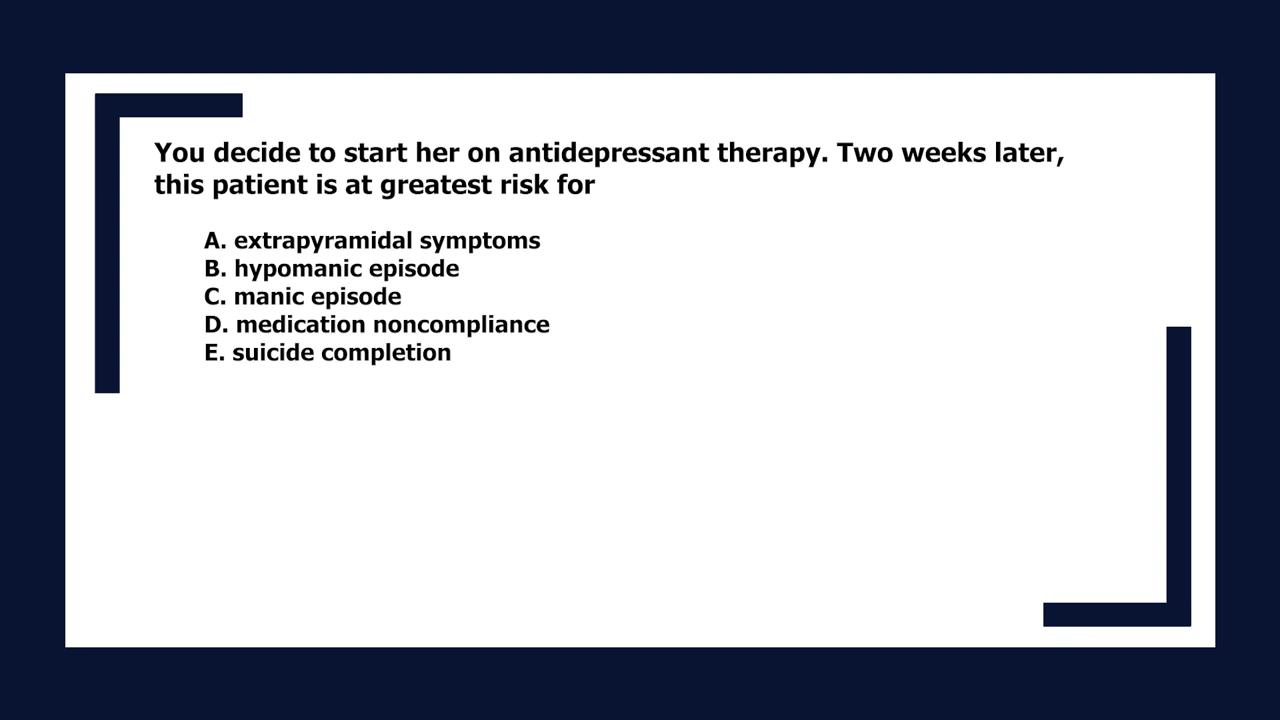 You decide to start her on antidepressant therapy. Two weeks later,
this patient is at greatest risk for
A. extrapyramidal symptoms
B. hypomanic episode
C. manic episode
D. medication noncompliance
E. suicide completion